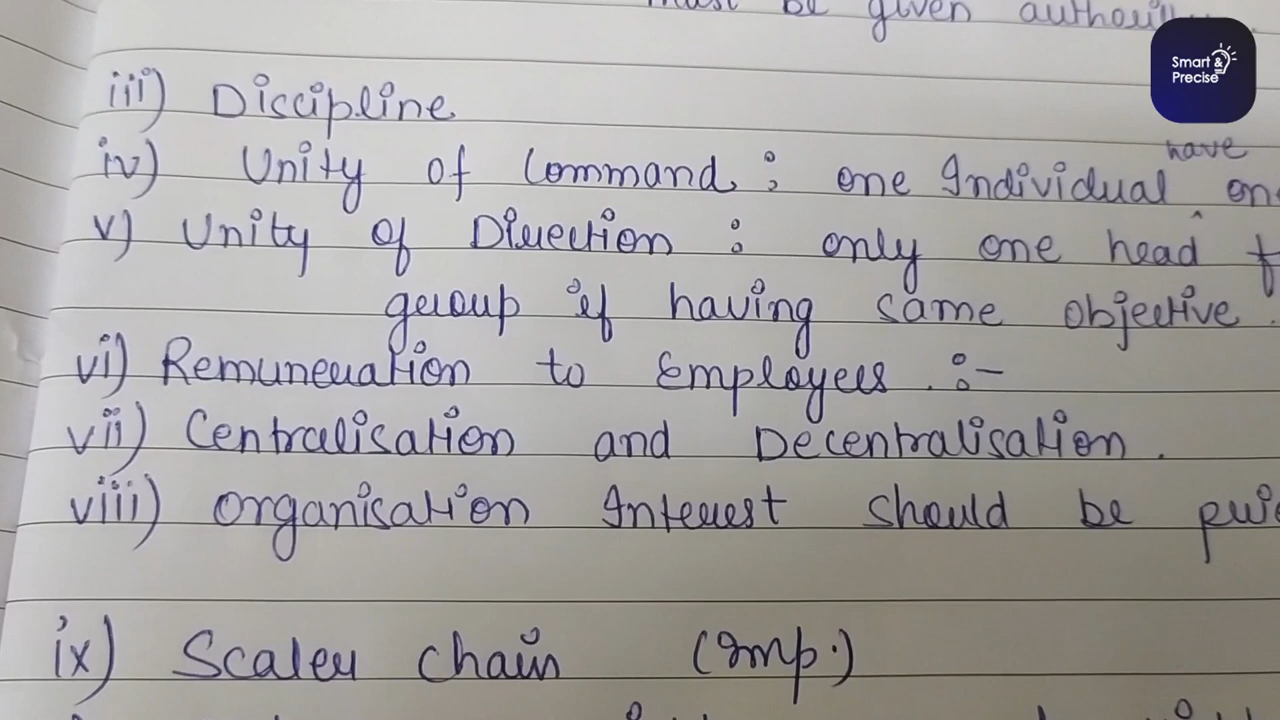 must be given
Smart &
Precise
iii) Discipline
iv) Unity of Command : one Individual have
v) Unity of Direction : only one head
group if having same objective.
vi) Remuneration to Employees :-
vii) Centralisation and Decentralisation.
viii) Organisation Interest should be
ix) Scaler chain (Imp.)